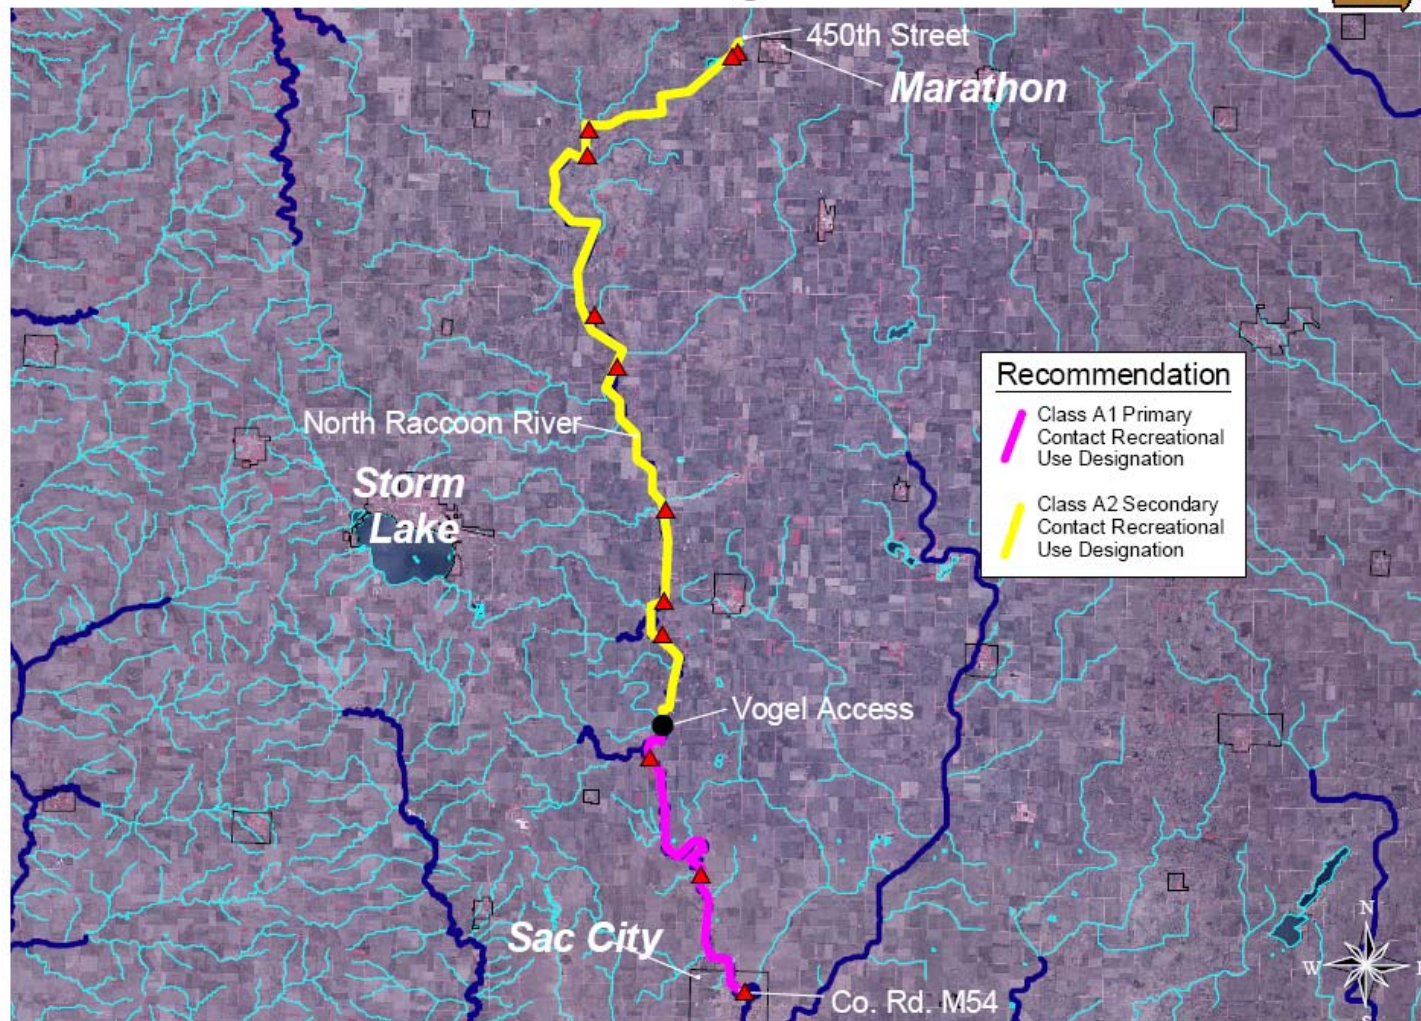 450th Street
Marathon
Recommendation
Class A1 Primary
Contact Recreational
Use Designation
North Raccoon River
Storm
Lake
Class A2 Secondary
Contact Recreational
Use Designation
Vogel Access
Sac City
Co. Rd. M54
N
W